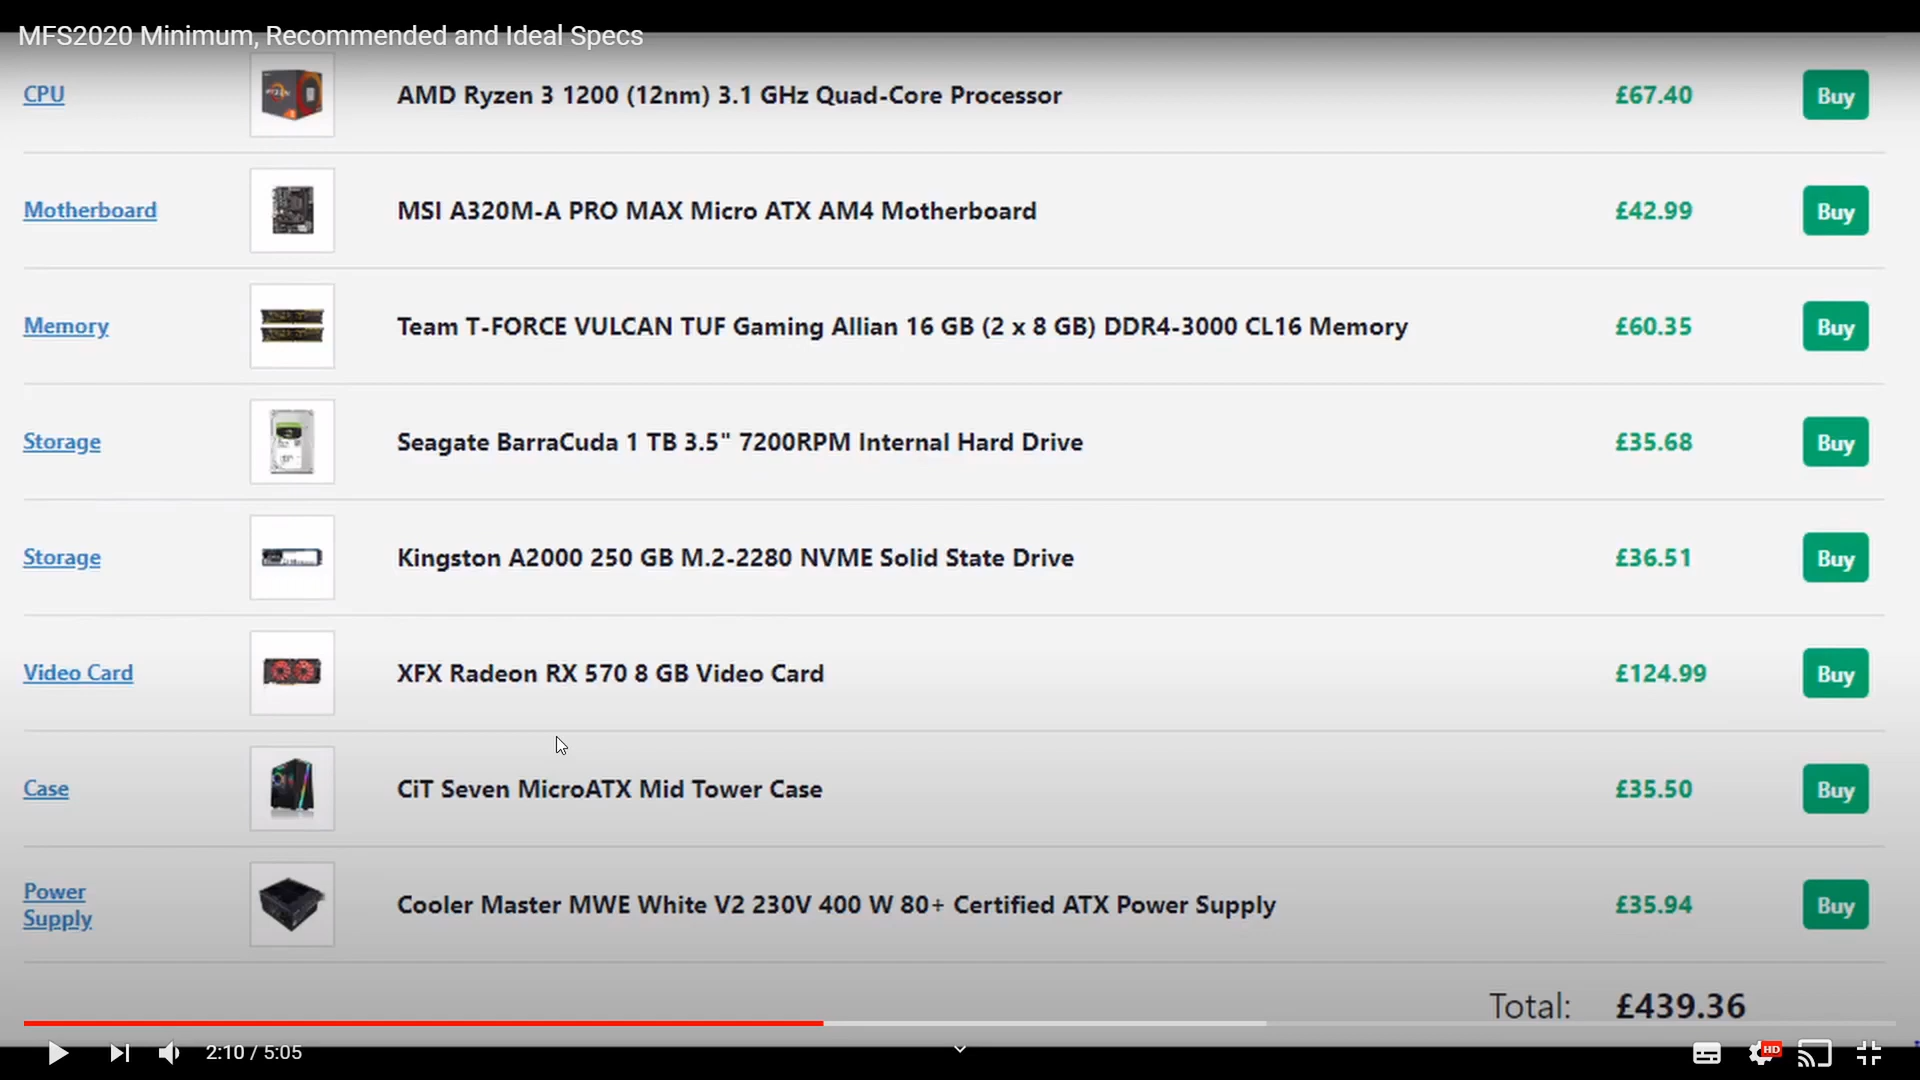 MFS2020 Minimum, Recommended and Ideal Specs
CPU AMD Ryzen 3 1200 (12nm) 3.1 GHz Quad-Core Processor £67.40 Buy
Motherboard MSI A320M-A PRO MAX Micro ATX AM4 Motherboard £42.99 Buy
Memory Team T-FORCE VULCAN TUF Gaming Allian 16 GB (2 x 8 GB) DDR4-3000 CL16 Memory £60.35 Buy
Storage Seagate BarraCuda 1 TB 3.5" 7200RPM Internal Hard Drive £35.68 Buy
Storage Kingston A2000 250 GB M.2-2280 NVME Solid State Drive £36.51 Buy
Video Card XFX Radeon RX 570 8 GB Video Card £124.99 Buy
Case CiT Seven MicroATX Mid Tower Case £35.50 Buy
Power
Supply Cooler Master MWE White V2 230V 400 W 80+ Certified ATX Power Supply £35.94 Buy
Total: £439.36
2:10 / 5:05
HD